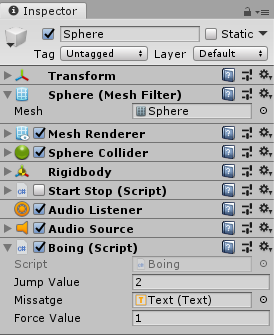 Inspector
Sphere Static
Tag Untagged Layer Default
Transform
Sphere (Mesh Filter)
Mesh Sphere
Mesh Renderer
Sphere Collider
Rigidbody
Start Stop (Script)
Audio Listener
Audio Source
Boing (Script)
Script Boing
Jump Value 2
Missatge Text (Text)
Force Value 1